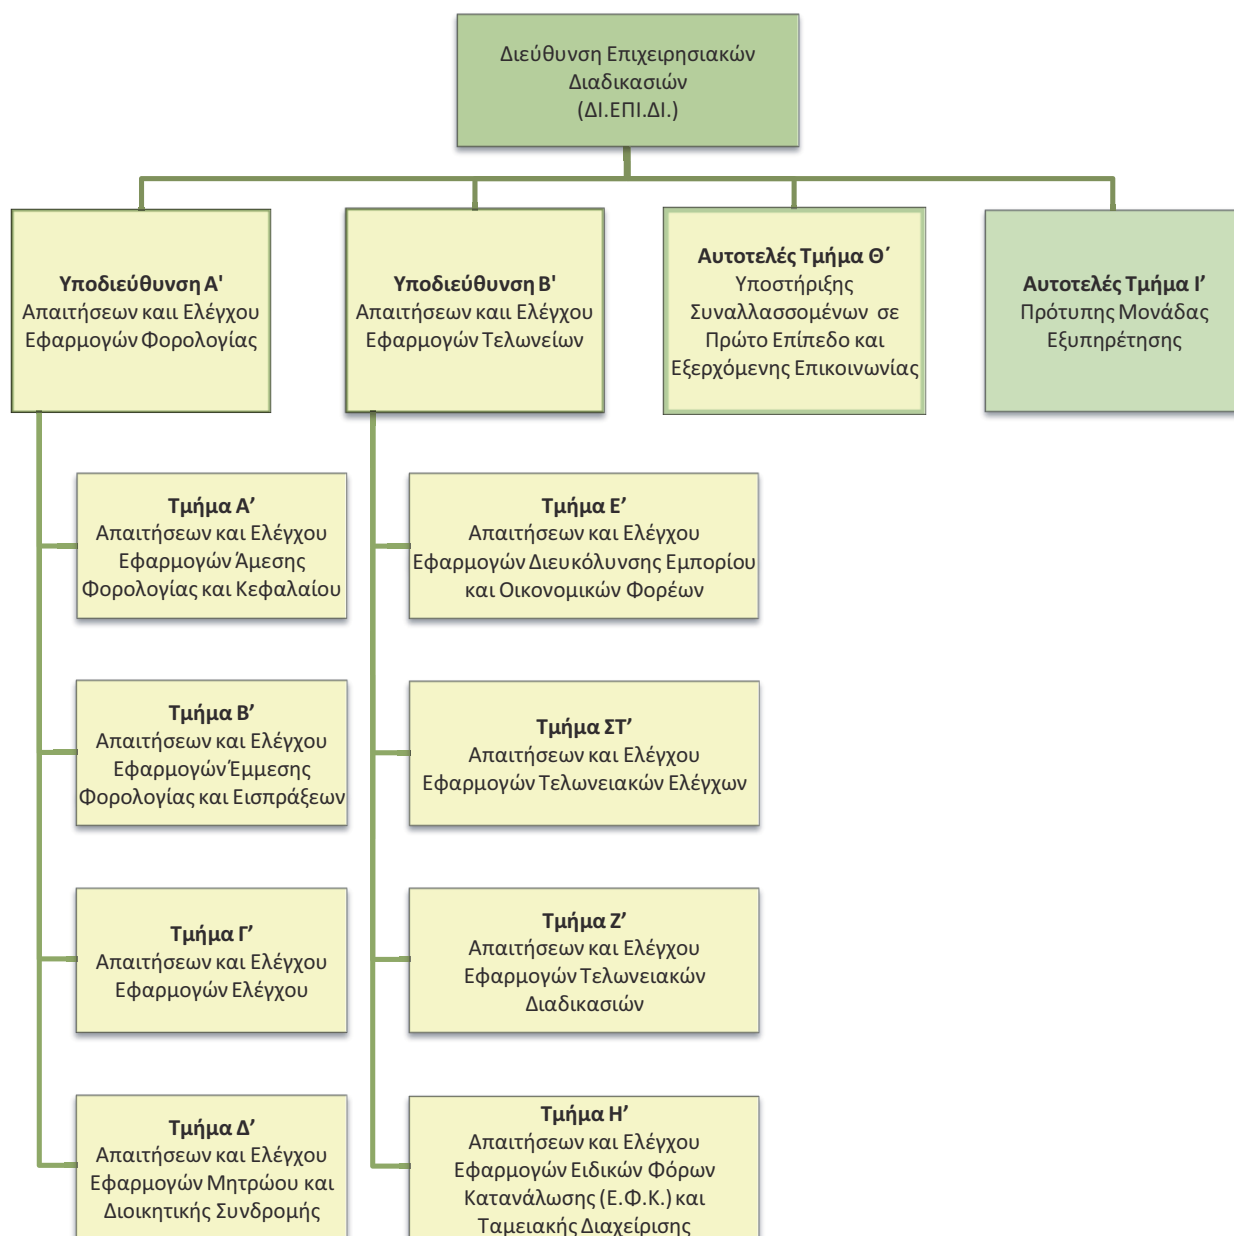 Διεύθυνση Επιχειρησιακών
Διαδικασιών
(ΔΙ.ΕΠΙ.ΔΙ.)
Υποδιεύθυνση Α'
Απαιτήσεων καιι Ελέγχου
Εφαρμογών Φορολογίας
Υποδιεύθυνση Β'
Απαιτήσεων καιι Ελέγχου
Εφαρμογών Τελωνείων
Αυτοτελές Τμήμα Θ΄
Υποστήριξης
Συναλλασσομένων σε
Πρώτο Επίπεδο και
Εξερχόμενης Επικοινωνίας
Αυτοτελές Τμήμα Ι’
Πρότυπης Μονάδας
Εξυπηρέτησης
Τμήμα Α’
Απαιτήσεων και Ελέγχου
Εφαρμογών Άμεσης
Φορολογίας και Κεφαλαίου
Τμήμα Β’
Απαιτήσεων και Ελέγχου
Εφαρμογών Έμμεσης
Φορολογίας και Εισπράξεων
Τμήμα Γ’
Απαιτήσεων και Ελέγχου
Εφαρμογών Ελέγχου
Τμήμα Δ’
Απαιτήσεων και Ελέγχου
Εφαρμογών Μητρώου και
Διοικητικής Συνδρομής
Τμήμα Ε’
Απαιτήσεων και Ελέγχου
Εφαρμογών Διευκόλυνσης Εμπορίου
και Οικονομικών Φορέων
Τμήμα ΣΤ’
Απαιτήσεων και Ελέγχου
Εφαρμογών Τελωνειακών Ελέγχων
Τμήμα Ζ’
Απαιτήσεων και Ελέγχου
Εφαρμογών Τελωνειακών
Διαδικασιών
Τμήμα Η’
Απαιτήσεων και Ελέγχου
Εφαρμογών Ειδικών Φόρων
Κατανάλωσης (Ε.Φ.Κ.) και
Ταμειακής Διαχείρισης